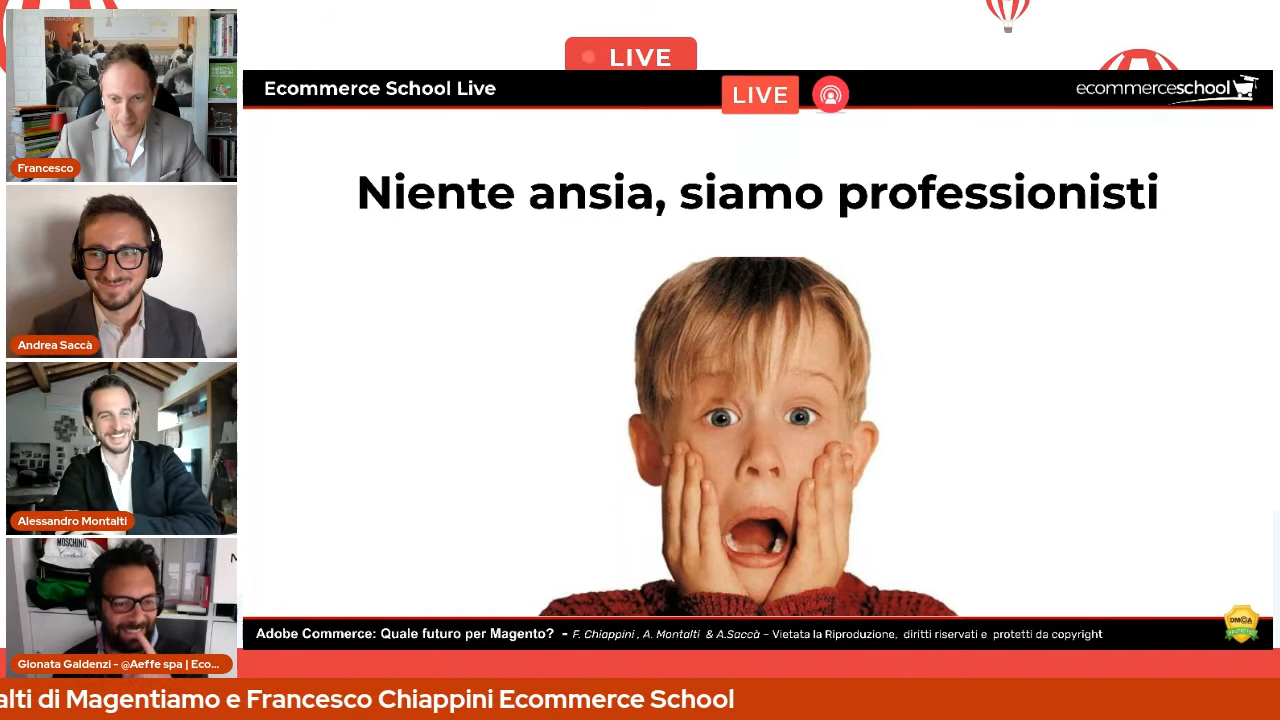 LIVE
Ecommerce School Live
LIVE
ecommerceschool
Niente ansia, siamo professionisti
Francesco
Andrea Saccà
Alessandro Montalti
MOSCHINO
Gionata Galdenzi - @Aeffe spa | Eco...
Adobe Commerce: Quale futuro per Magento? - F. Chiappini , A. Montalti & A.Saccà – Vietata la Riproduzione, diritti riservati e protetti da copyright
DMCA
alti di Magentiamo e Francesco Chiappini Ecommerce School